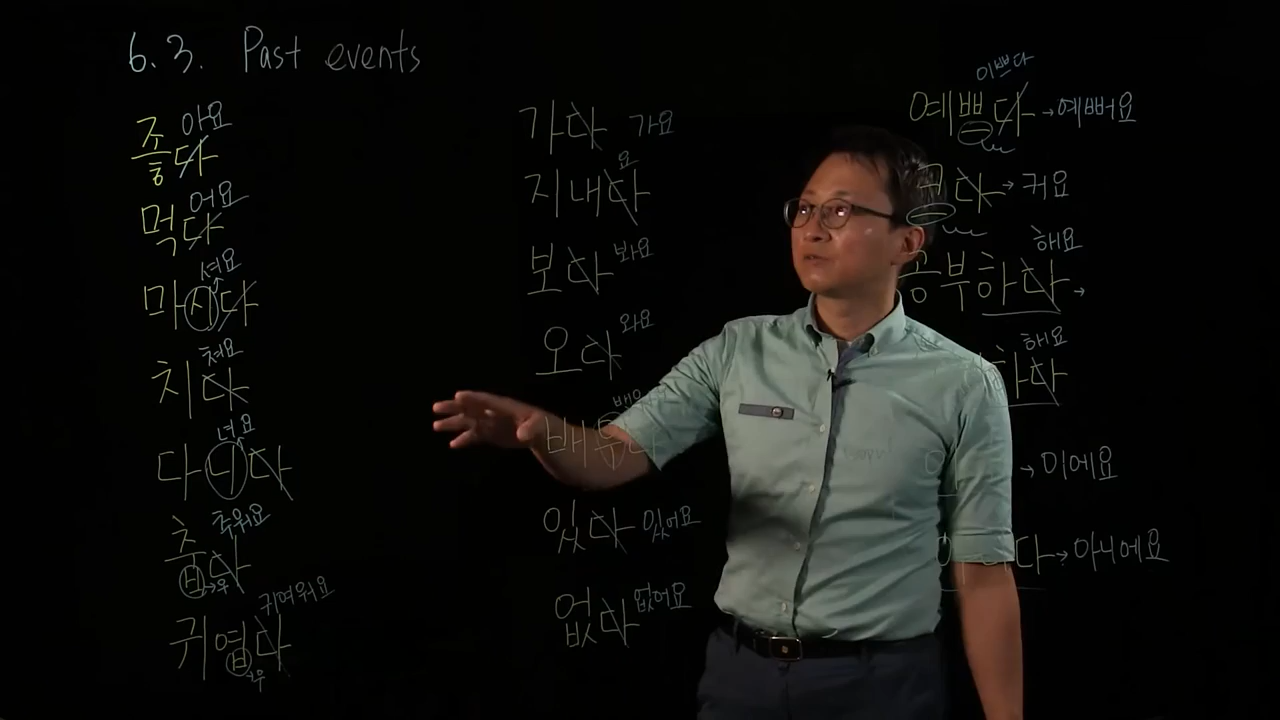 6.3. Past events
좋다 아요
먹다 어요
마시다 셔요
치다 쳐요
다니다 녀요
춥다 추워요
ㅂ→우
귀엽다 귀여워요
→우
가다 가요
지내다 요
보다 봐요
오다 와요
배우다
있다 있어요
없다 없어요
이쁘다
예쁘다 → 예뻐요
크다 → 커요
공부하다 → 해요
하다 해요
→ 이에요
다 → 아니에요